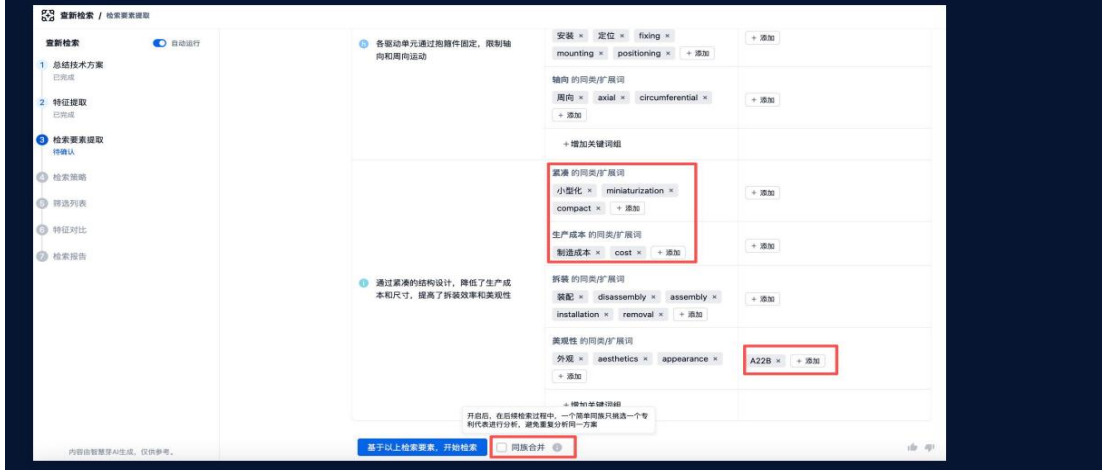 查新检索 / 检索要素提取
查新检索 自动运行
1 总结技术方案
已完成
2 特征提取
已完成
3 检索要素提取
待确认
4 检索策略
5 筛选列表
6 特征对比
7 检索报告
内容由智慧芽AI生成，仅供参考。
h 各驱动单元通过抱箍件固定，限制轴
向和周向运动
安装 × 定位 × fixing ×
mounting × positioning × + 添加
+ 添加
轴向 的同类/扩展词
周向 × axial × circumferential ×
+ 添加
+ 添加
+增加关键词组
i 通过紧凑的结构设计，降低了生产成
本和尺寸，提高了拆装效率和美观性
紧凑 的同类/扩展词
小型化 × miniaturization ×
compact × + 添加
+ 添加
生产成本 的同类/扩展词
制造成本 × cost × + 添加
+ 添加
拆装 的同类/扩展词
装配 × disassembly × assembly ×
installation × removal × + 添加
+ 添加
美观性 的同类/扩展词
外观 × aesthetics × appearance ×
+ 添加
A22B × + 添加
+增加关键词组
开启后，在后续检索过程中，一个简单同族只挑选一个专
利代表进行分析，避免重复分析同一方案
基于以上检索要素，开始检索 同族合并